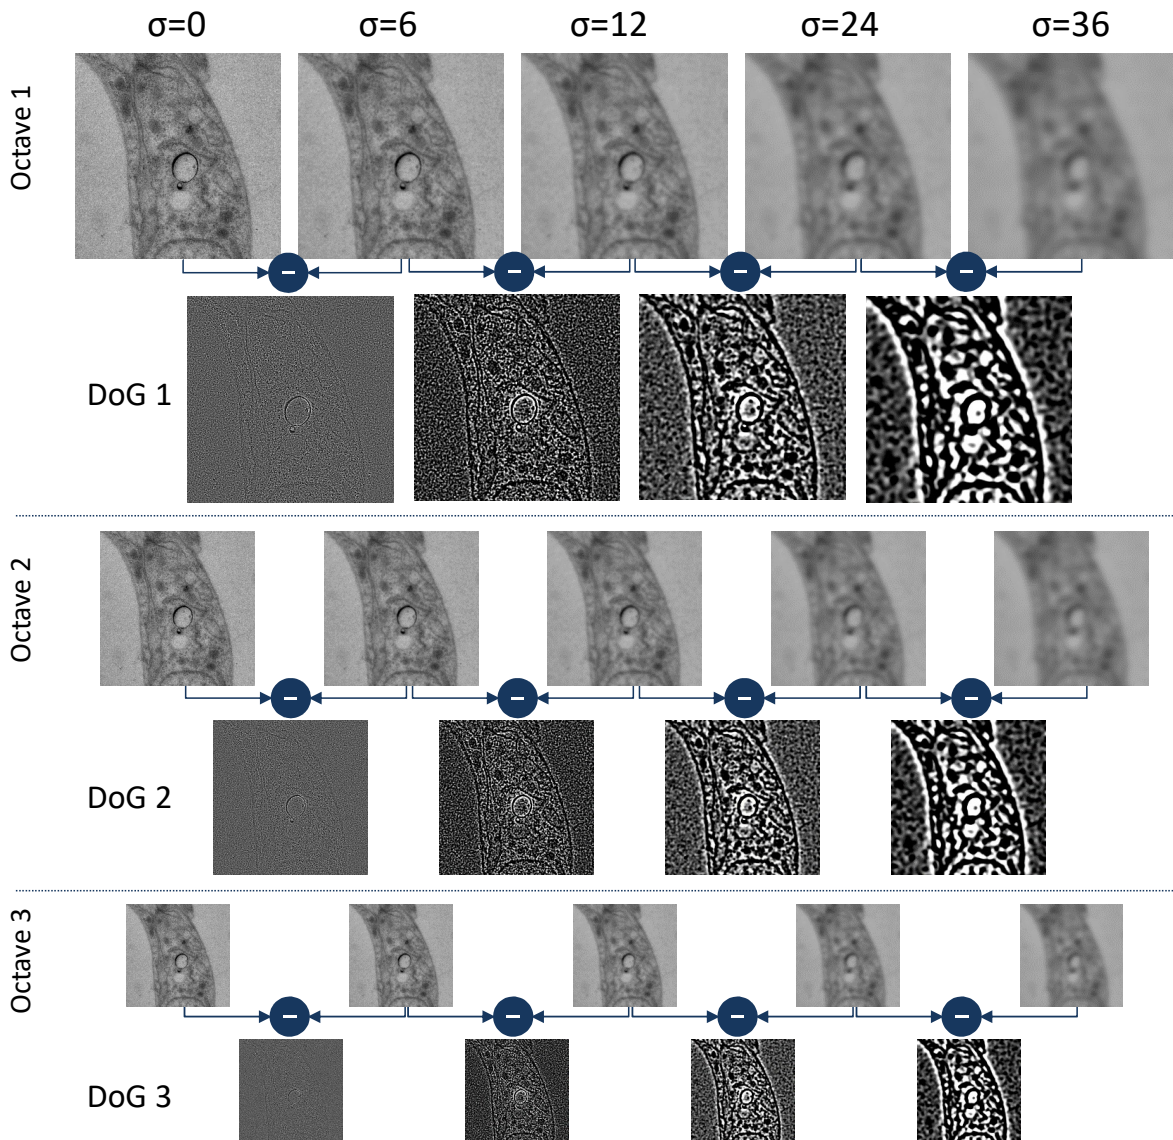 σ=0 σ=6 σ=12 σ=24 σ=36
Octave 1
DoG 1
Octave 2
DoG 2
Octave 3
DoG 3